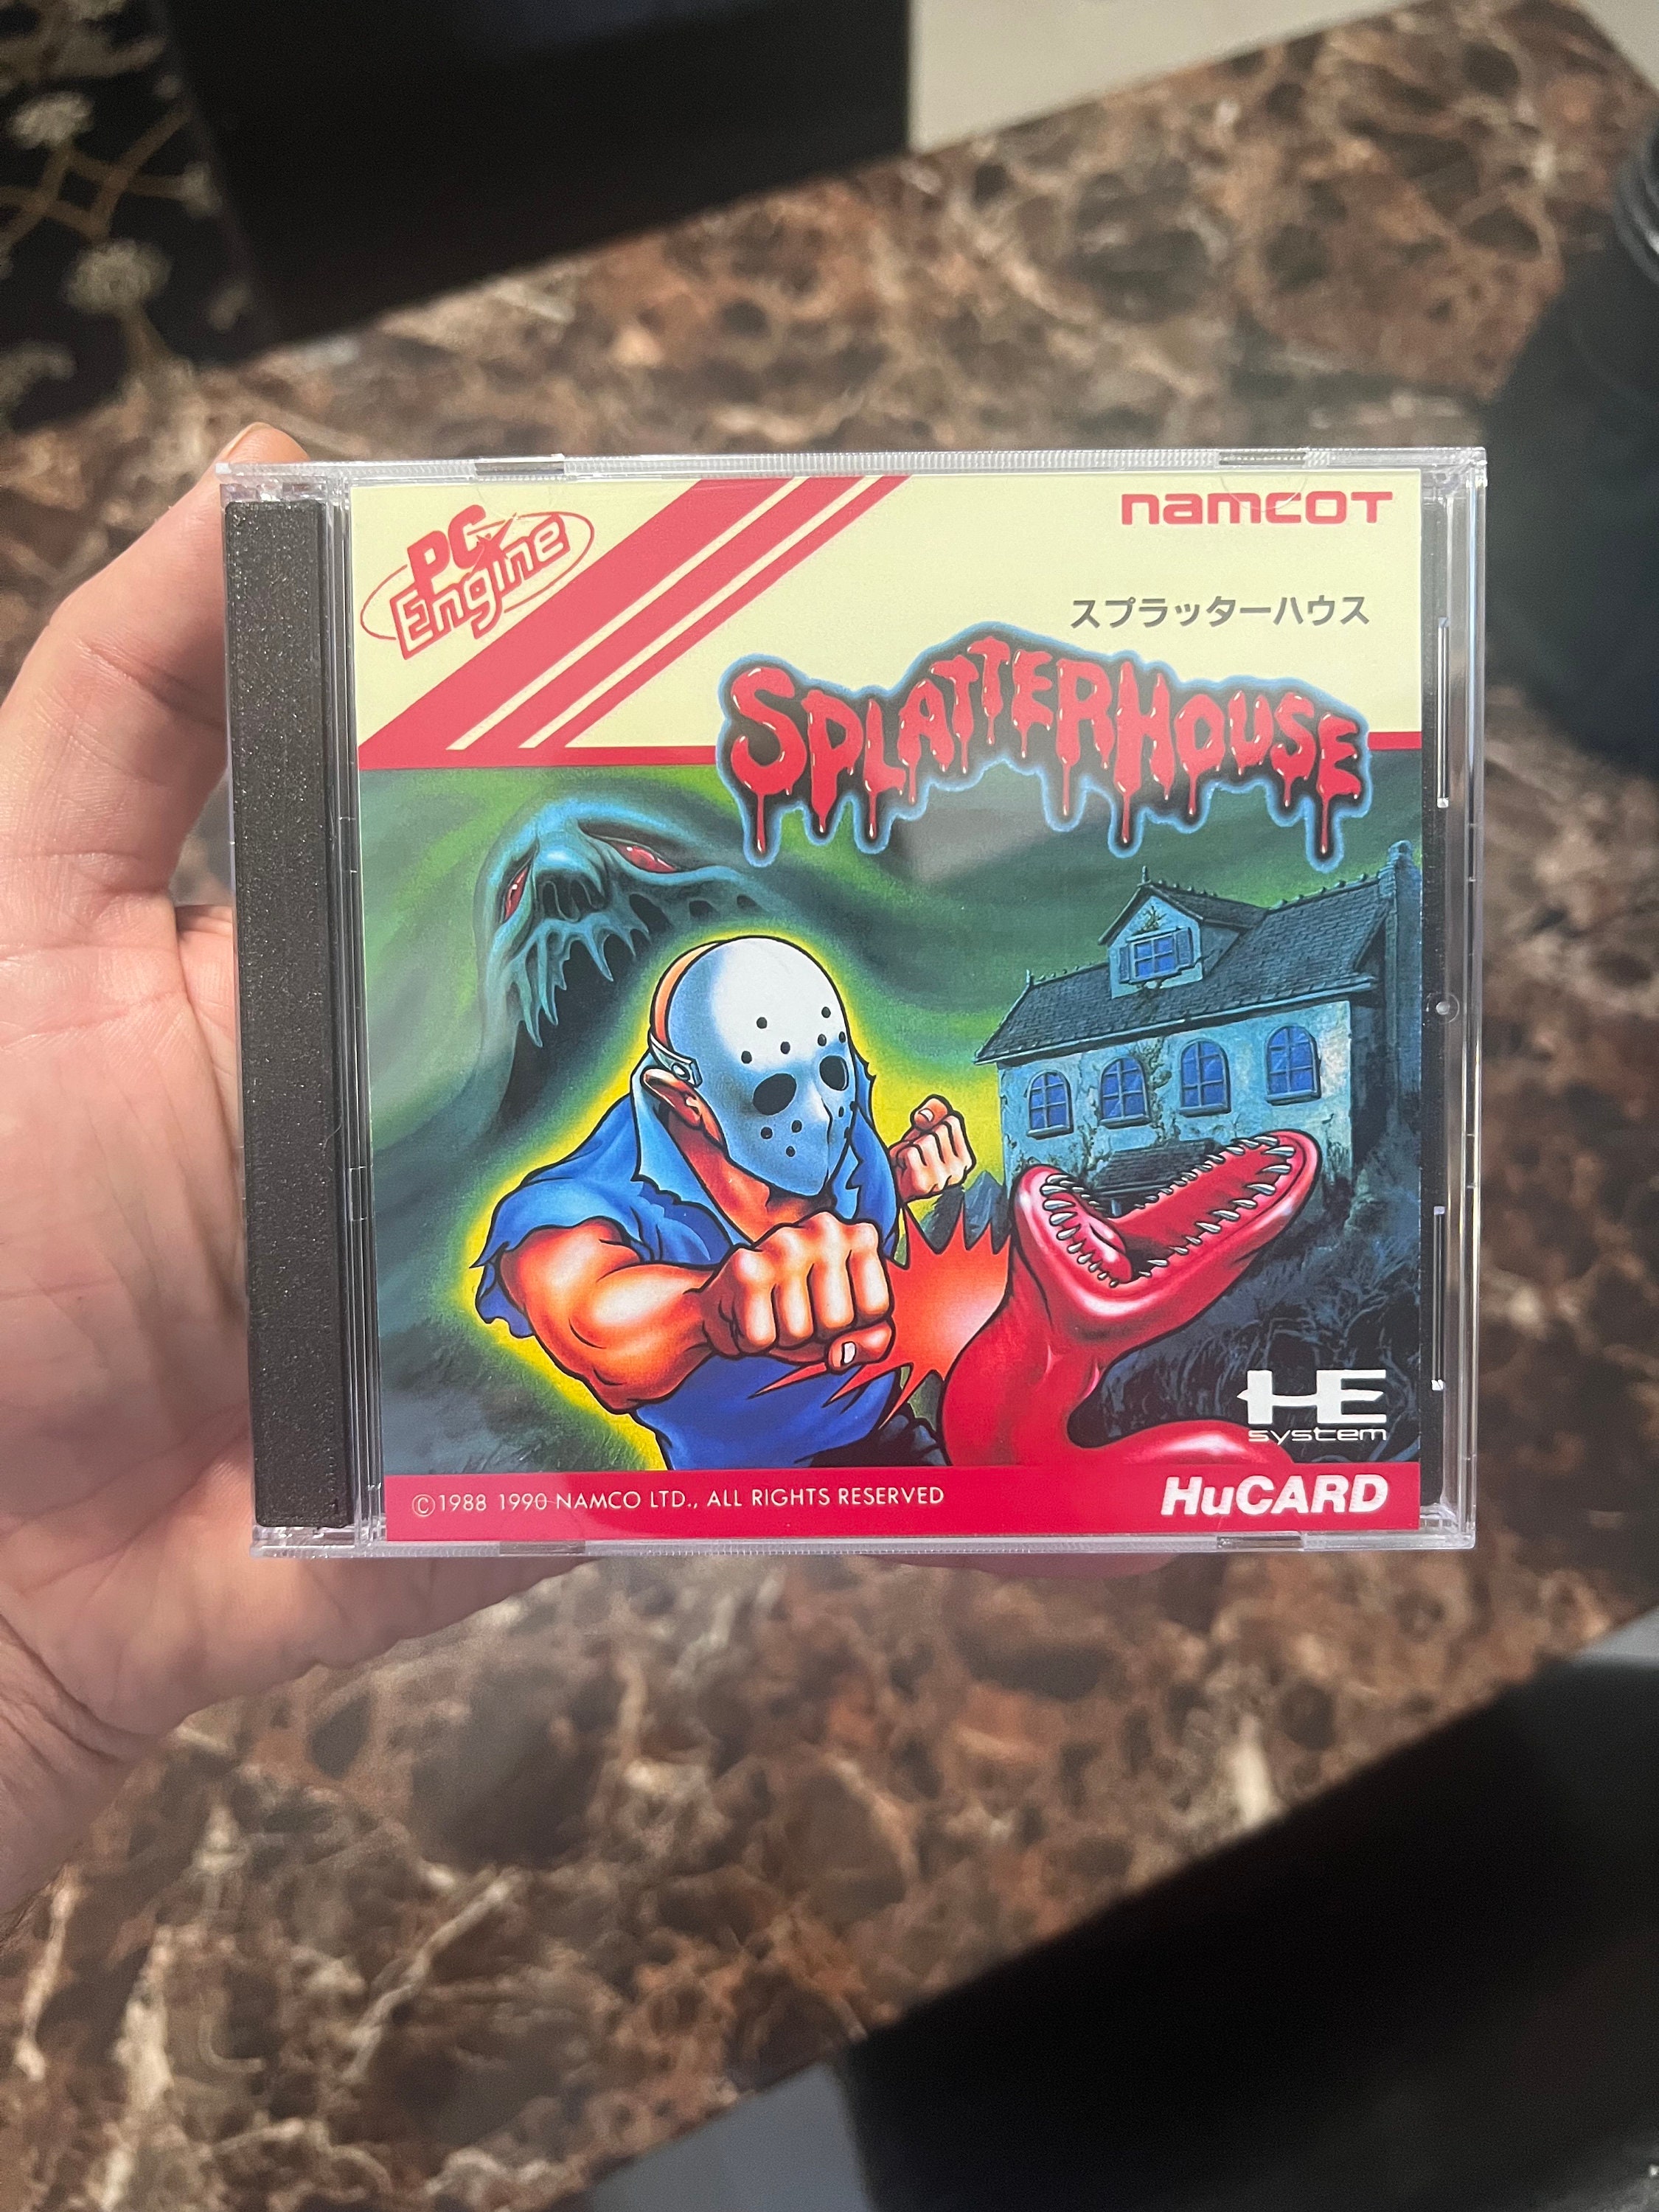 PC Engine
namcot
スプラッターハウス
SPLATTERHOUSE
HE system
©1988 1990 NAMCO LTD., ALL RIGHTS RESERVED
HuCARD